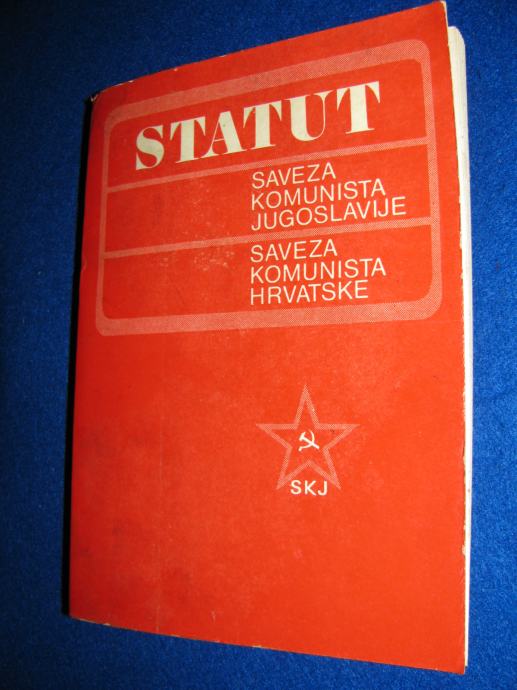 STATUT
SAVEZA
KOMUNISTA
JUGOSLAVIJE
SAVEZA
KOMUNISTA
HRVATSKE
SKJ